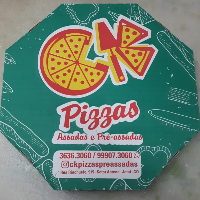 CK
Pizzas
Assadas e Pré-assadas
3636.3060 / 99907.3060
@ckpizzaspreassadas